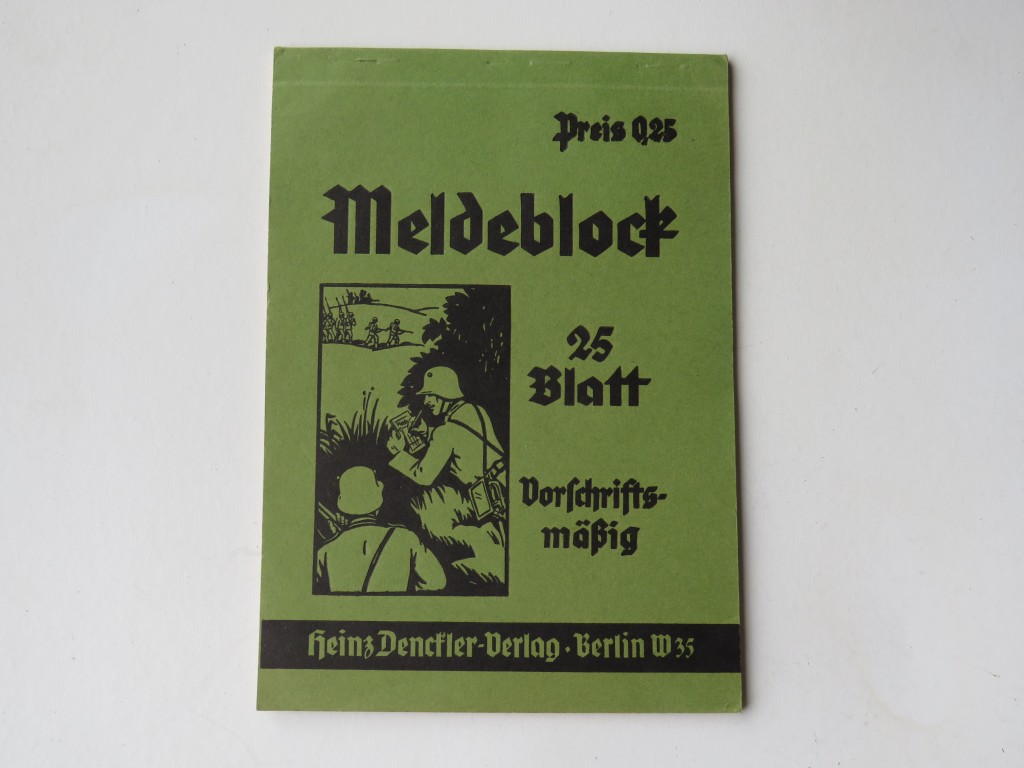 Preis 0,25
Meldeblock
25
Blatt
Vorſchrifts-
mäßig
Heinz Denckler-Verlag · Berlin W 35